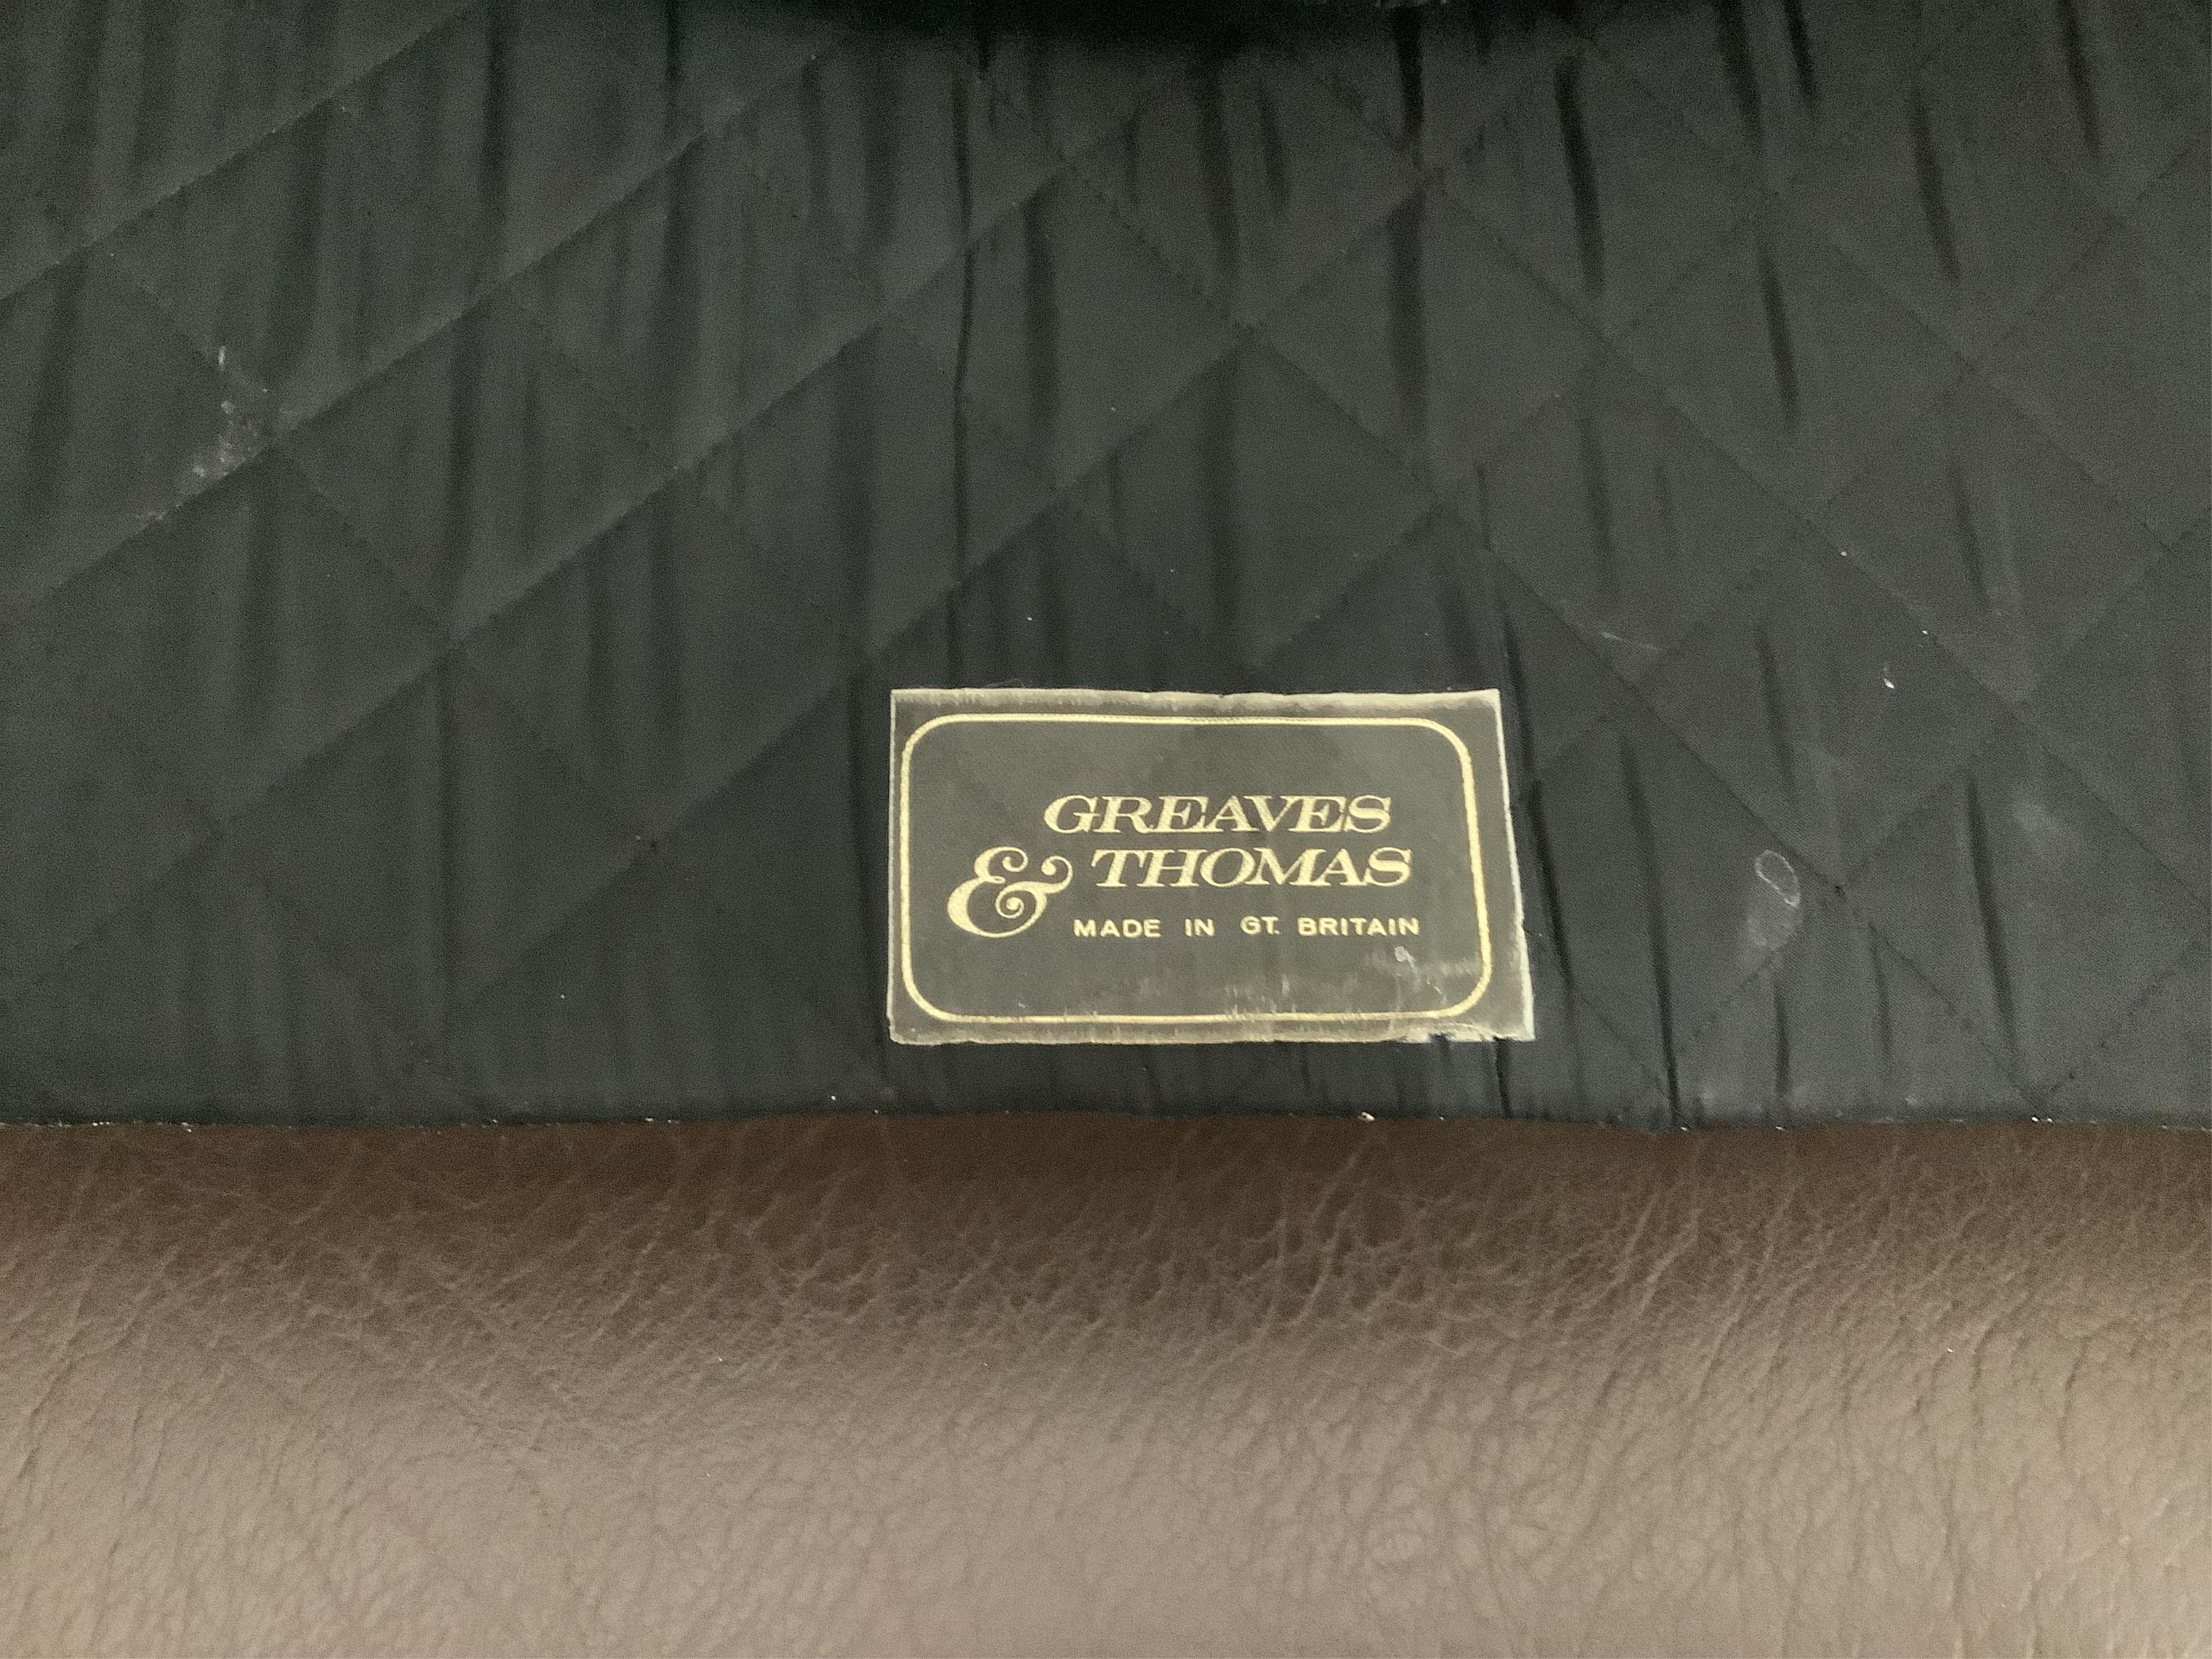 GREAVES
& THOMAS
MADE IN GT. BRITAIN